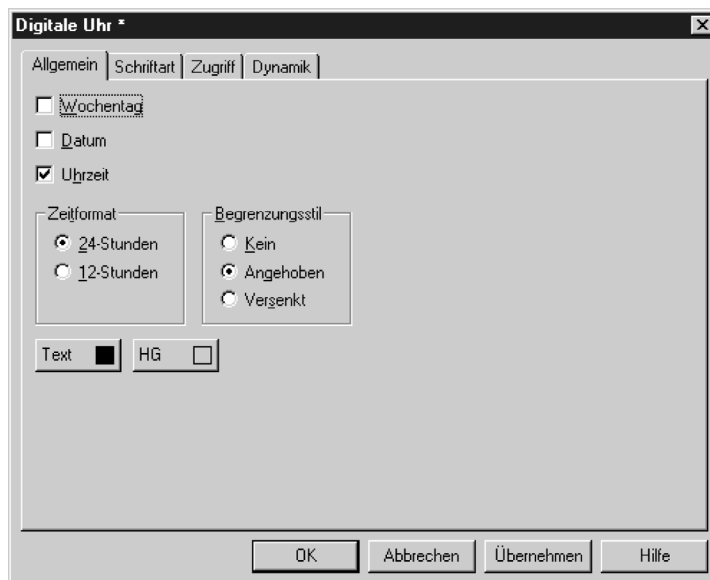 Digitale Uhr *
Allgemein Schriftart Zugriff Dynamik
Wochentag
Datum
Uhrzeit
Zeitformat Begrenzungsstil
24-Stunden Kein
12-Stunden Angehoben
Versenkt
Text HG
OK Abbrechen Übernehmen Hilfe